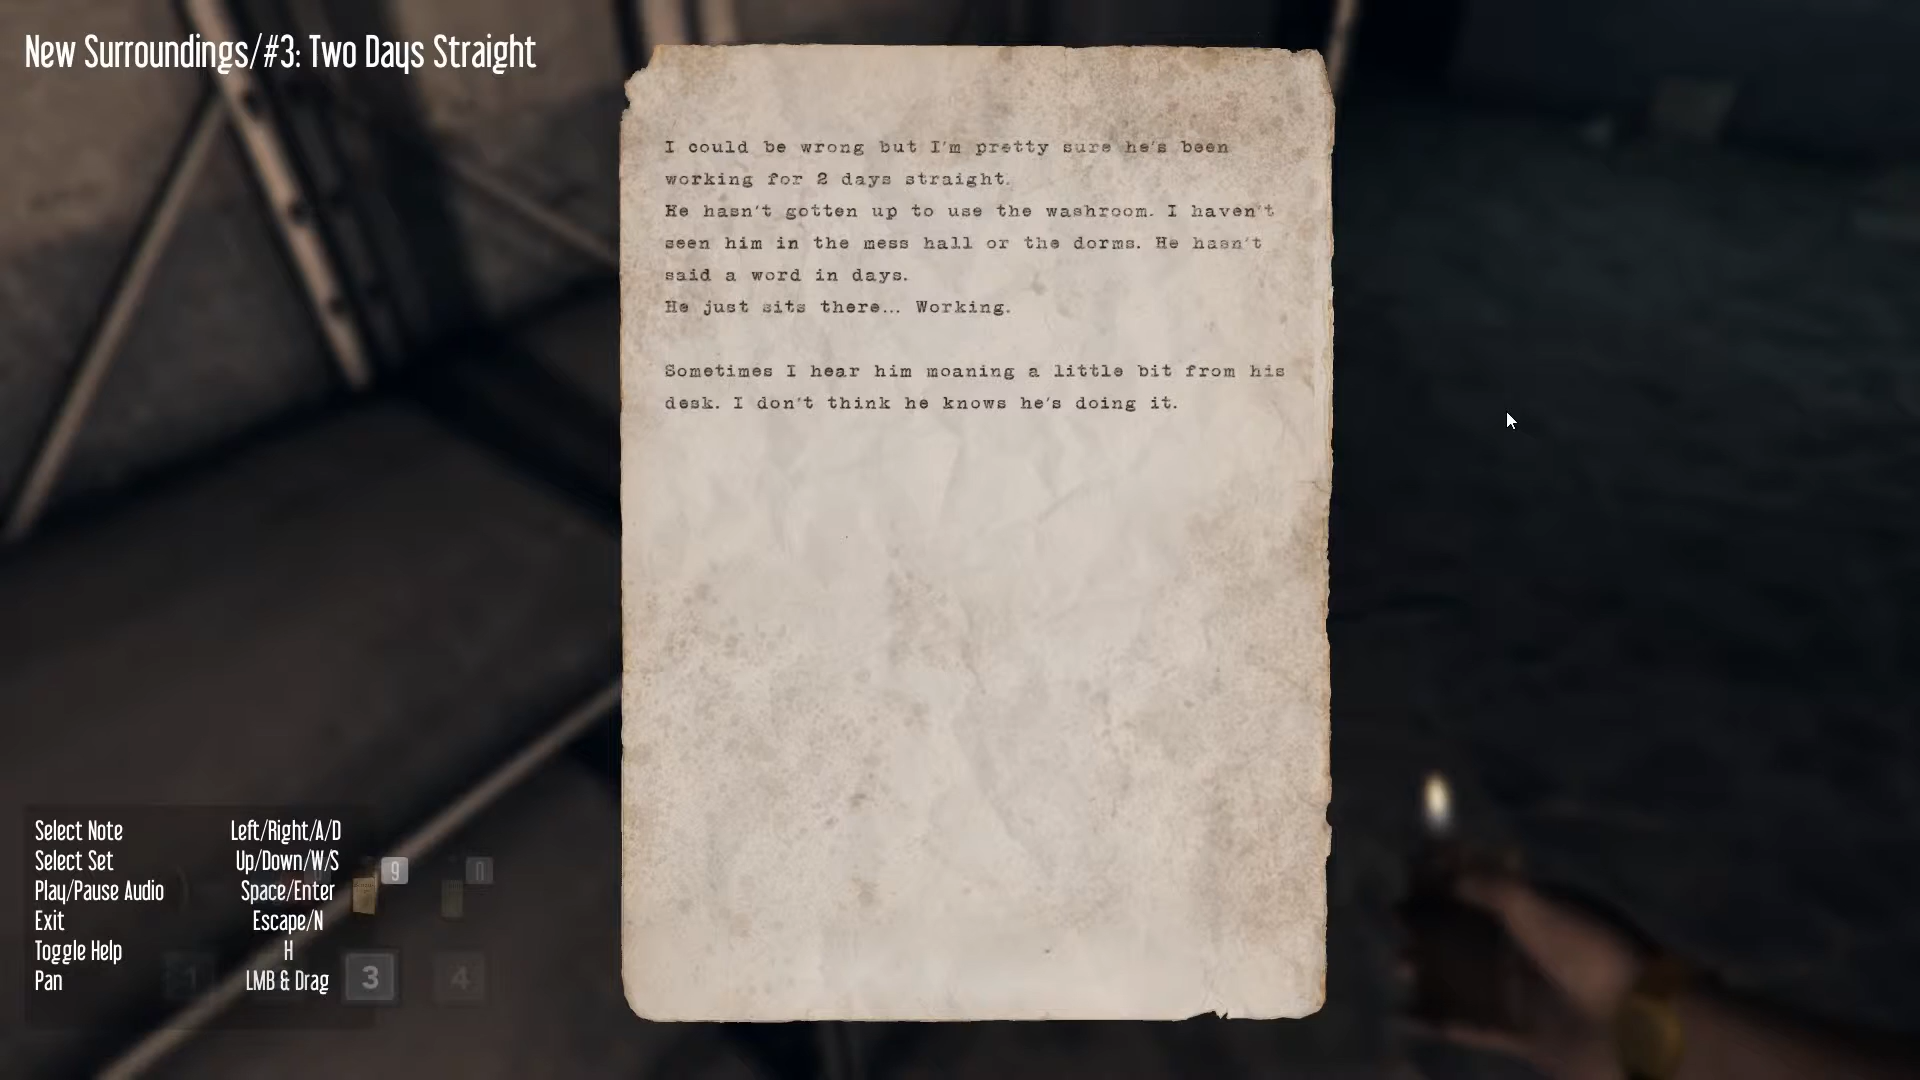 New Surroundings/#3: Two Days Straight
I could be wrong but I'm pretty sure he's been
working for 2 days straight.
He hasn't gotten up to use the washroom. I haven't
seen him in the mess hall or the dorms. He hasn't
said a word in days.
He just sits there... Working.
Sometimes I hear him moaning a little bit from his
desk. I don't think he knows he's doing it.
Select Note Left/Right/A/D
Select Set Up/Down/W/S
Play/Pause Audio Space/Enter
Exit Escape/N
Toggle Help H
Pan LMB & Drag
9 0
1 3 4